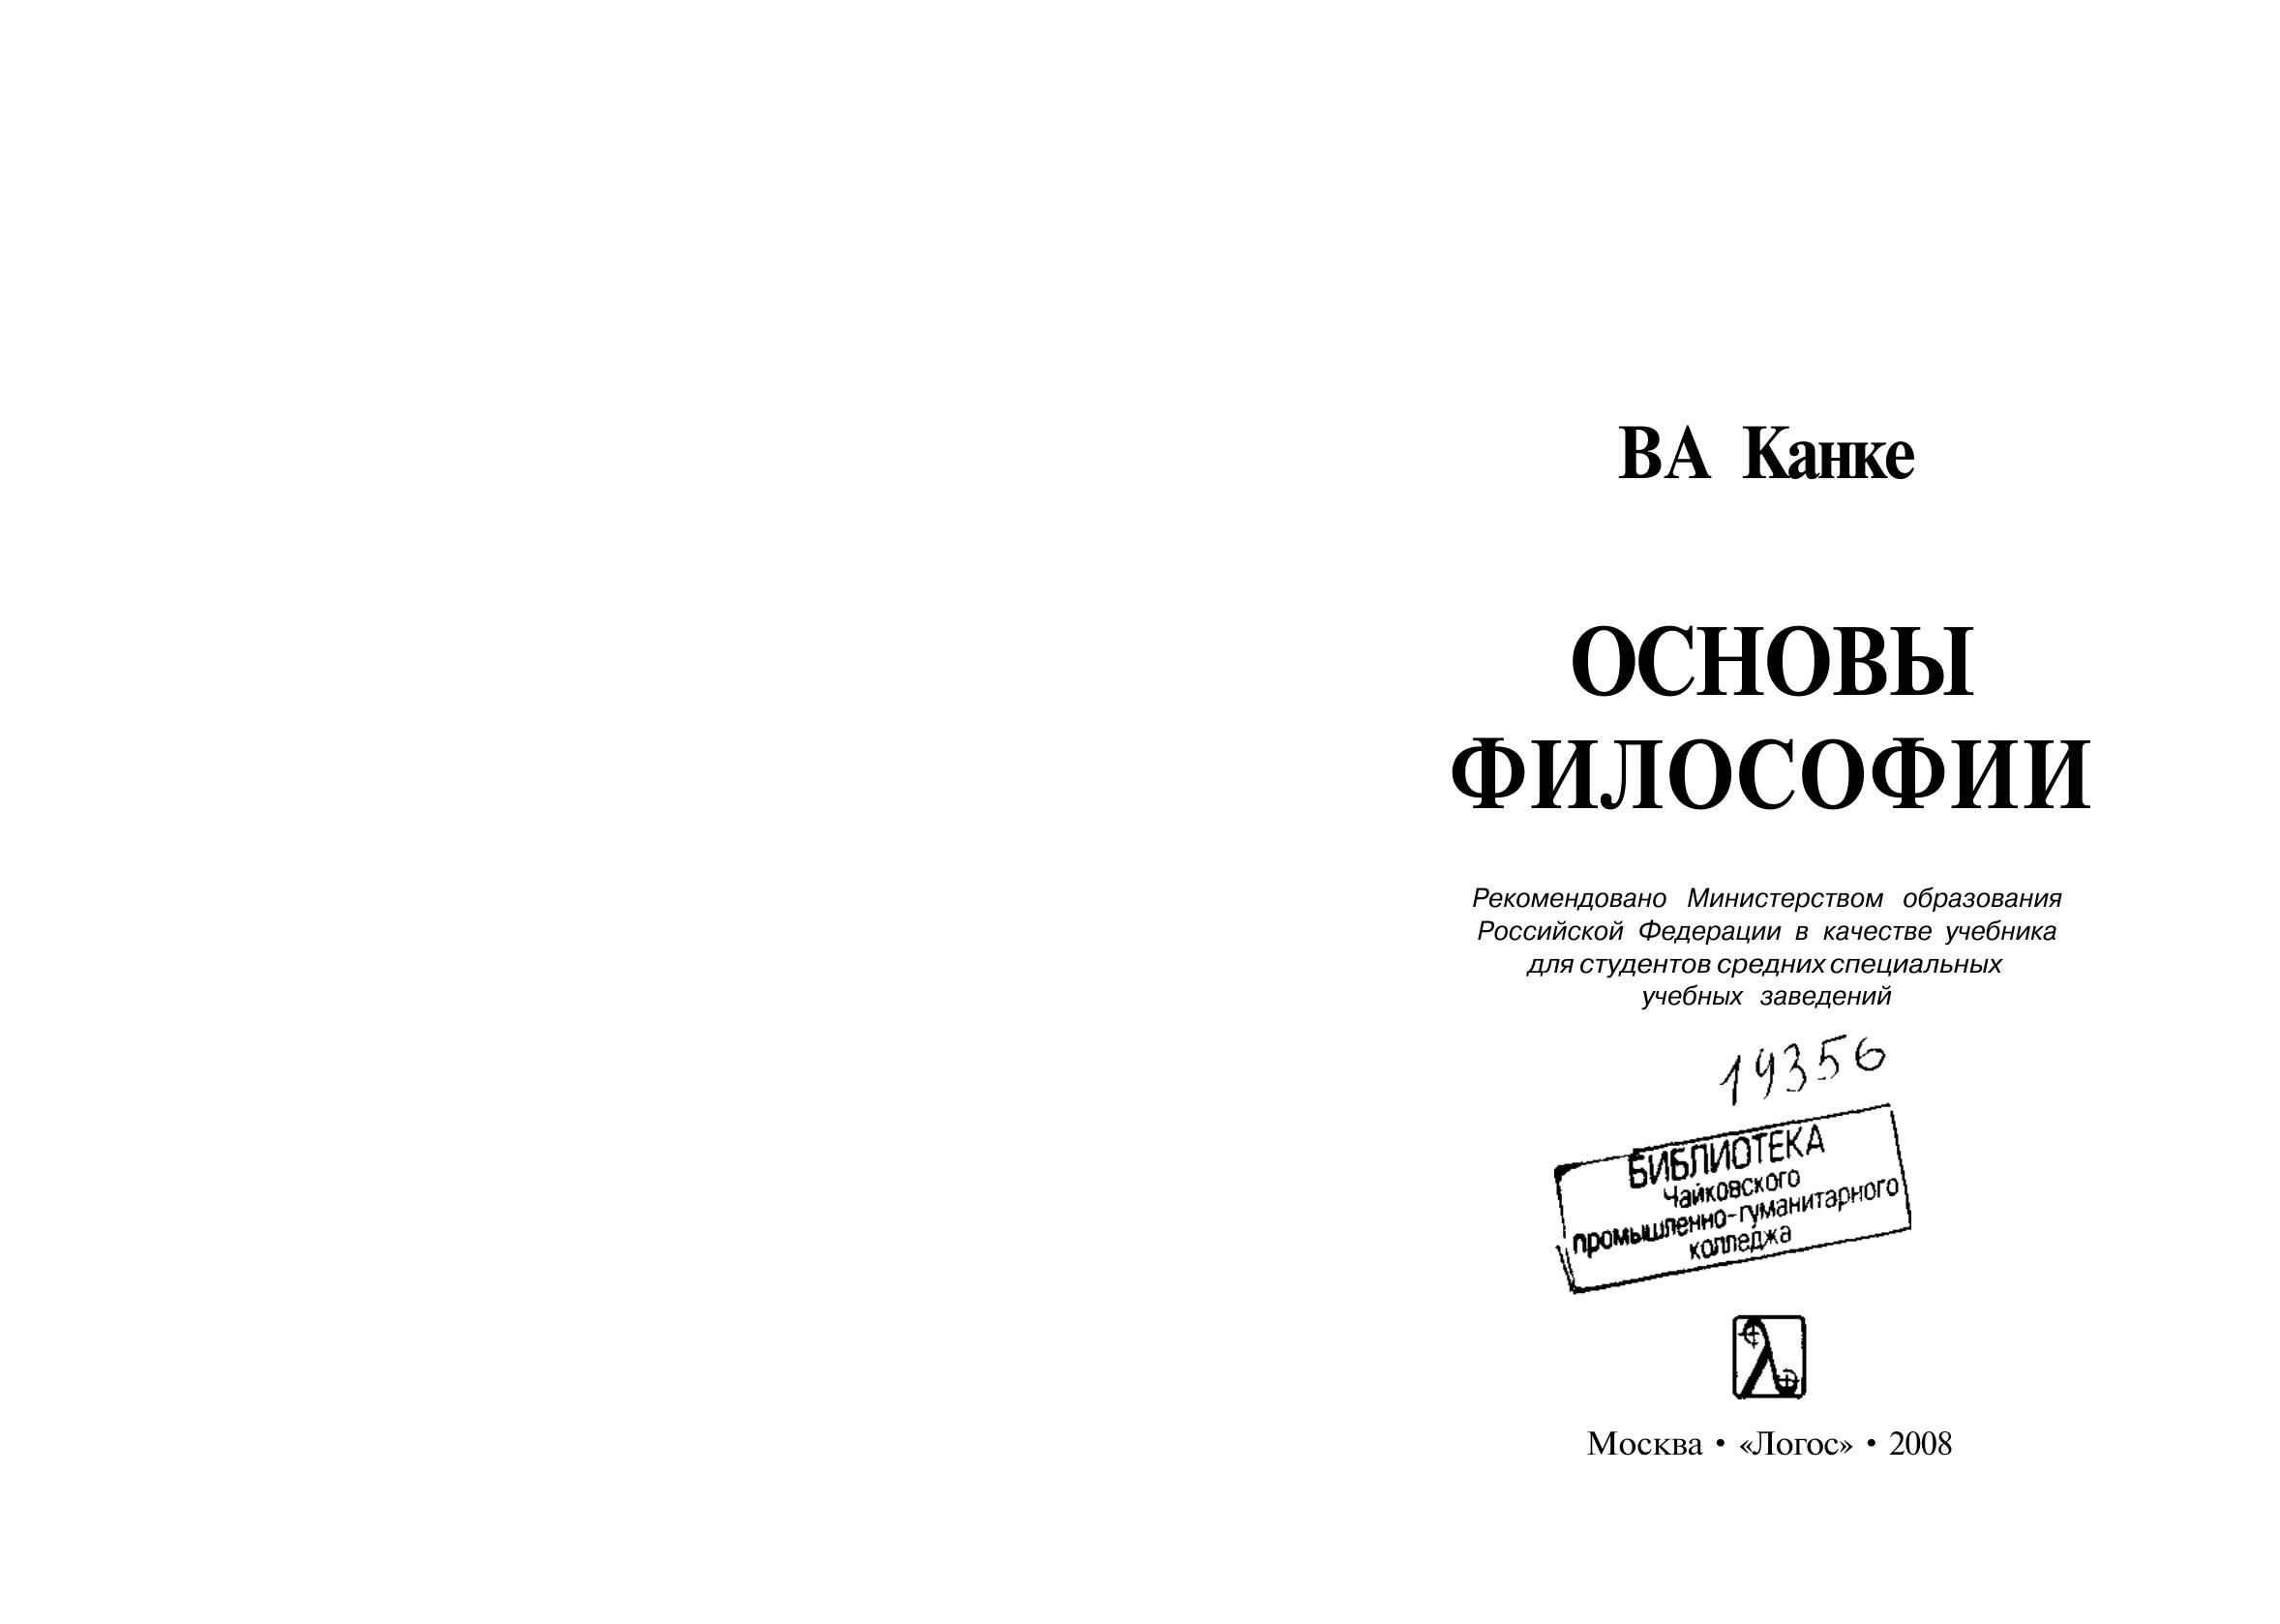 ВА Канке
ОСНОВЫ
ФИЛОСОФИИ
Рекомендовано Министерством образования
Российской Федерации в качестве учебника
для студентов средних специальных
учебных заведений
19356
БИБЛИОТЕКА
Чайковского
промышленно-гуманитарного
колледжа
Москва • «Логос» • 2008